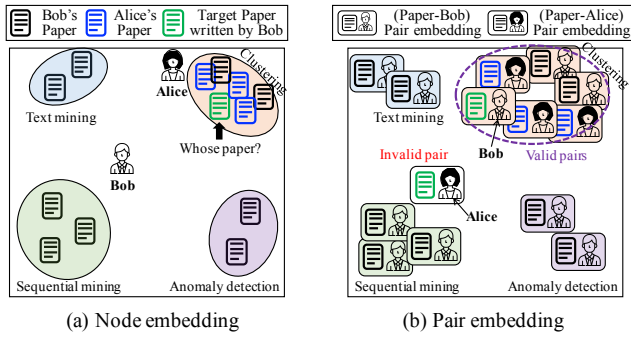 Bob's Paper
Alice's Paper
Target Paper written by Bob
Alice
Clustering
Text mining
Whose paper?
Bob
Sequential mining
Anomaly detection
(a) Node embedding
(Paper-Bob) Pair embedding
(Paper-Alice) Pair embedding
Clustering
Text mining
Bob
Invalid pair
Valid pairs
Alice
Sequential mining
Anomaly detection
(b) Pair embedding